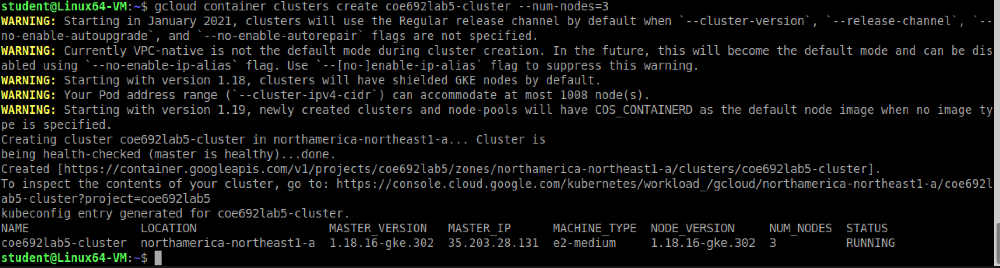 student@Linux64-VM:~$ gcloud container clusters create coe692lab5-cluster --num-nodes=3
WARNING: Starting in January 2021, clusters will use the Regular release channel by default when `--cluster-version`, `--release-channel`, `--
no-enable-autoupgrade`, and `--no-enable-autorepair` flags are not specified.
WARNING: Currently VPC-native is not the default mode during cluster creation. In the future, this will become the default mode and can be dis
abled using `--no-enable-ip-alias` flag. Use `--[no-]enable-ip-alias` flag to suppress this warning.
WARNING: Starting with version 1.18, clusters will have shielded GKE nodes by default.
WARNING: Your Pod address range (`--cluster-ipv4-cidr`) can accommodate at most 1008 node(s).
WARNING: Starting with version 1.19, newly created clusters and node-pools will have COS_CONTAINERD as the default node image when no image ty
pe is specified.
Creating cluster coe692lab5-cluster in northamerica-northeast1-a... Cluster is
being health-checked (master is healthy)...done.
Created [https://container.googleapis.com/v1/projects/coe692lab5/zones/northamerica-northeast1-a/clusters/coe692lab5-cluster].
To inspect the contents of your cluster, go to: https://console.cloud.google.com/kubernetes/workload_/gcloud/northamerica-northeast1-a/coe692l
ab5-cluster?project=coe692lab5
kubeconfig entry generated for coe692lab5-cluster.
NAME                LOCATION                   MASTER_VERSION   MASTER_IP      MACHINE_TYPE  NODE_VERSION     NUM_NODES  STATUS
coe692lab5-cluster  northamerica-northeast1-a  1.18.16-gke.302  35.203.28.131  e2-medium     1.18.16-gke.302  3          RUNNING
student@Linux64-VM:~$